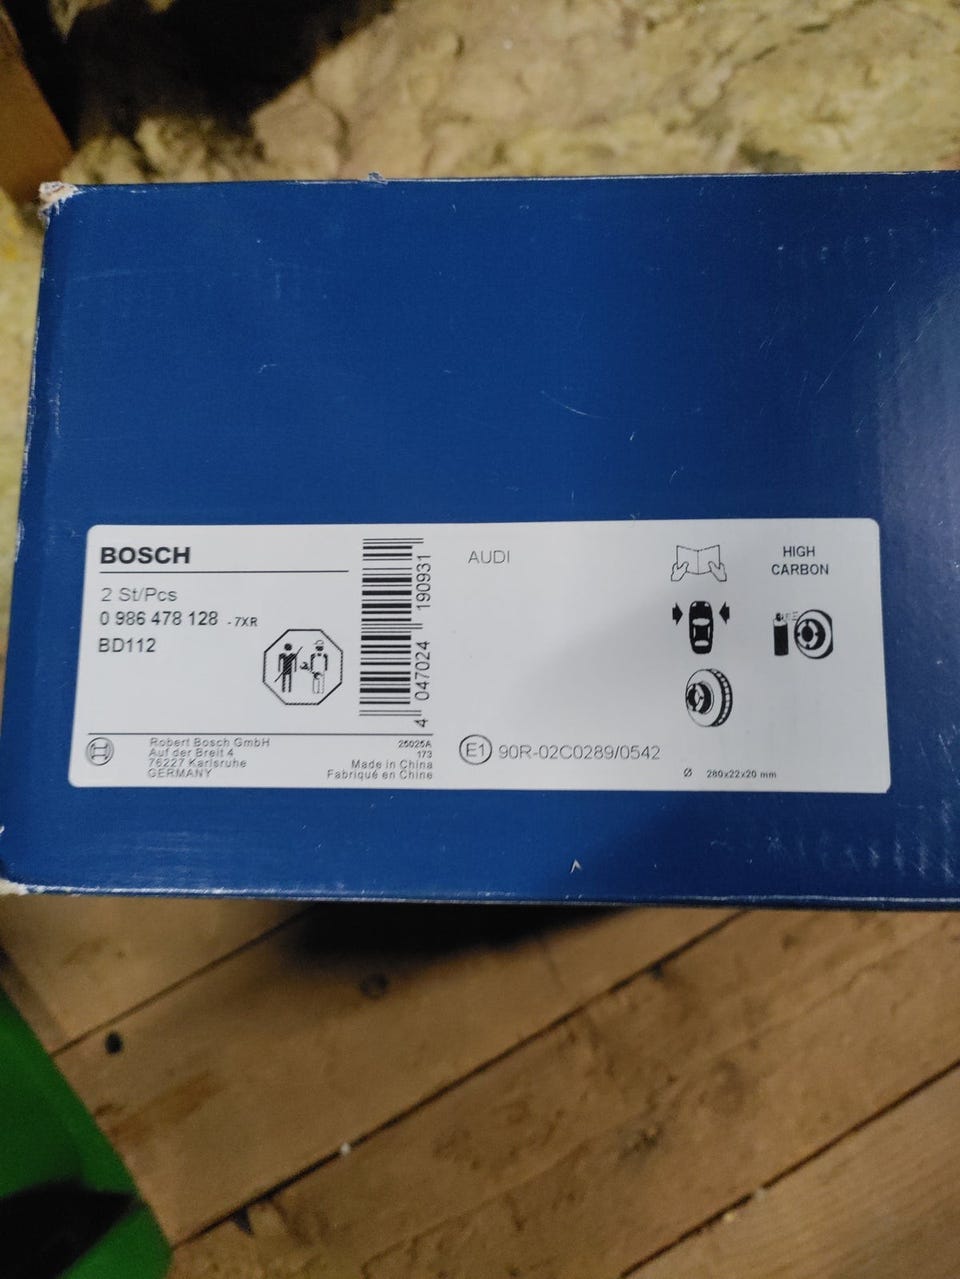 BOSCH
2 St/Pcs
0 986 478 128 - 7XR
BD112
4 047024 190931
AUDI
HIGH
CARBON
Robert Bosch GmbH
Auf der Breit 4
76227 Karlsruhe
GERMANY
25025A
173
Made in China
Fabriqué en Chine
E1 90R-02C0289/0542
Ø 280x22x20 mm